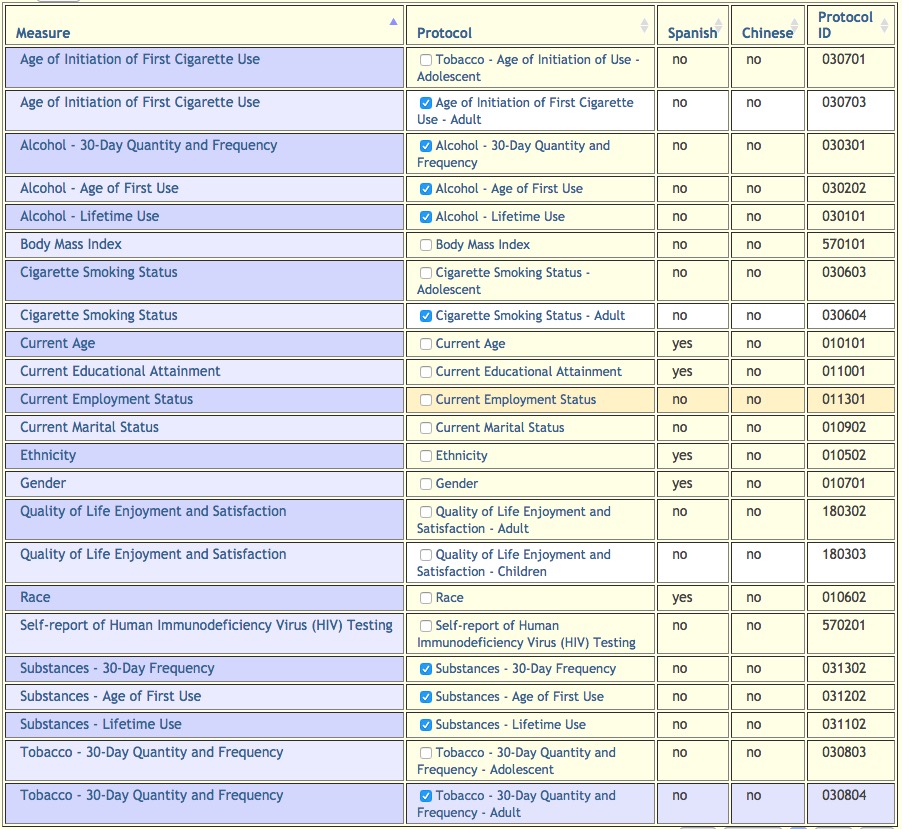 Measure Protocol Spanish Chinese Protocol ID
Age of Initiation of First Cigarette Use Tobacco - Age of Initiation of Use - no no 030701
Adolescent
Age of Initiation of First Cigarette Use Age of Initiation of First Cigarette no no 030703
Use - Adult
Alcohol - 30-Day Quantity and Frequency Alcohol - 30-Day Quantity and no no 030301
Frequency
Alcohol - Age of First Use Alcohol - Age of First Use no no 030202
Alcohol - Lifetime Use Alcohol - Lifetime Use no no 030101
Body Mass Index Body Mass Index no no 570101
Cigarette Smoking Status Cigarette Smoking Status - no no 030603
Adolescent
Cigarette Smoking Status Cigarette Smoking Status - Adult no no 030604
Current Age Current Age yes no 010101
Current Educational Attainment Current Educational Attainment yes no 011001
Current Employment Status Current Employment Status no no 011301
Current Marital Status Current Marital Status no no 010902
Ethnicity Ethnicity yes no 010502
Gender Gender yes no 010701
Quality of Life Enjoyment and Satisfaction Quality of Life Enjoyment and no no 180302
Satisfaction - Adult
Quality of Life Enjoyment and Satisfaction Quality of Life Enjoyment and no no 180303
Satisfaction - Children
Race Race yes no 010602
Self-report of Human Immunodeficiency Virus (HIV) Testing Self-report of Human no no 570201
Immunodeficiency Virus (HIV) Testing
Substances - 30-Day Frequency Substances - 30-Day Frequency no no 031302
Substances - Age of First Use Substances - Age of First Use no no 031202
Substances - Lifetime Use Substances - Lifetime Use no no 031102
Tobacco - 30-Day Quantity and Frequency Tobacco - 30-Day Quantity and no no 030803
Frequency - Adolescent
Tobacco - 30-Day Quantity and Frequency Tobacco - 30-Day Quantity and no no 030804
Frequency - Adult